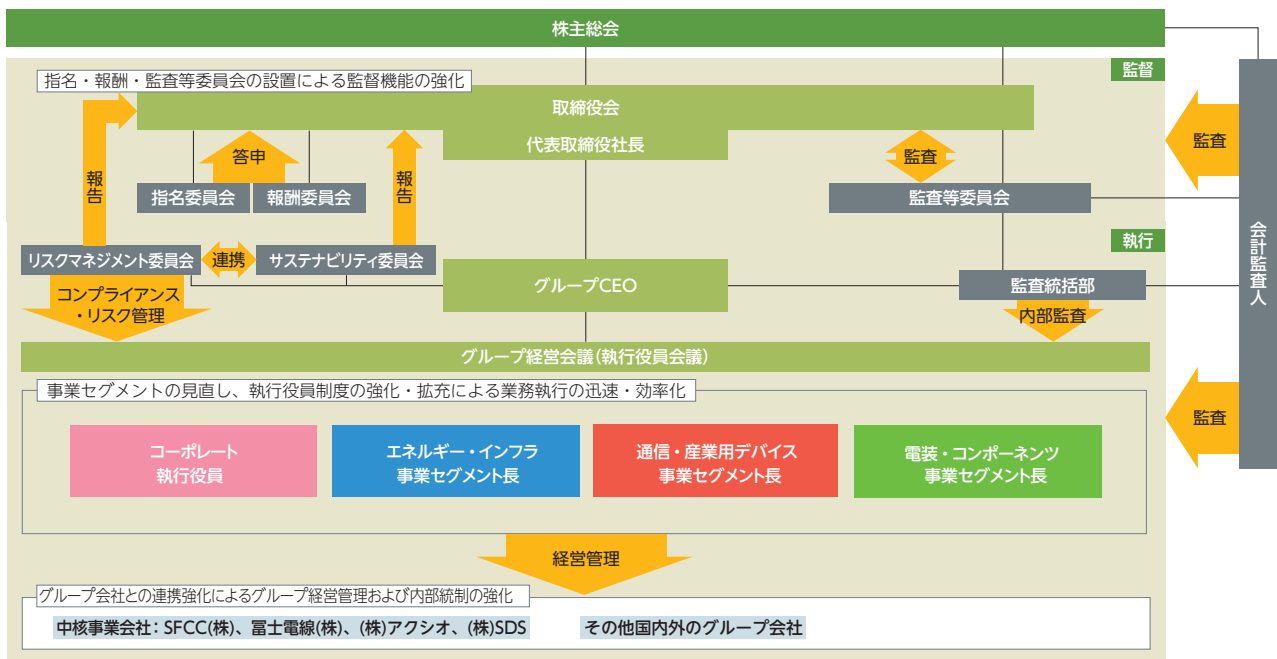 株主総会
監督
指名・報酬・監査等委員会の設置による監督機能の強化
取締役会
代表取締役社長
報告
答申
報告
監査
監査
指名委員会
報酬委員会
監査等委員会
執行
会計監査人
リスクマネジメント委員会
連携
サステナビリティ委員会
グループCEO
監査統括部
コンプライアンス
・リスク管理
内部監査
グループ経営会議(執行役員会議)
事業セグメントの見直し、執行役員制度の強化・拡充による業務執行の迅速・効率化
監査
コーポレート
執行役員
エネルギー・インフラ
事業セグメント長
通信・産業用デバイス
事業セグメント長
電装・コンポーネンツ
事業セグメント長
経営管理
グループ会社との連携強化によるグループ経営管理および内部統制の強化
中核事業会社：SFCC(株)、冨士電線(株)、(株)アクシオ、(株)SDS
その他国内外のグループ会社